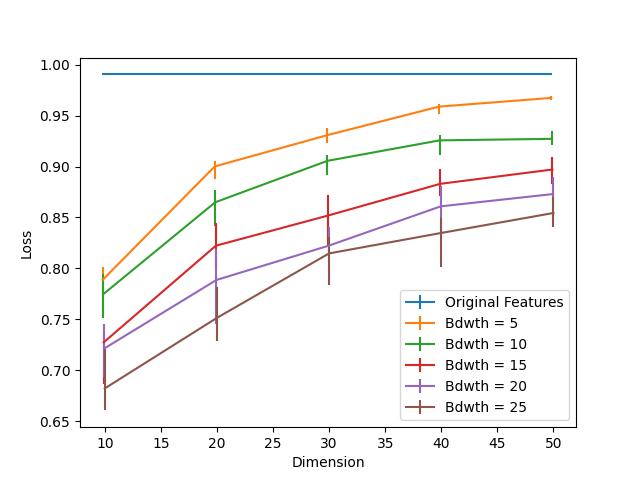 1.00
0.95
0.90
0.85
0.80
0.75
0.70
0.65
Loss
10 15 20 25 30 35 40 45 50
Dimension
Original Features
Bdwth = 5
Bdwth = 10
Bdwth = 15
Bdwth = 20
Bdwth = 25